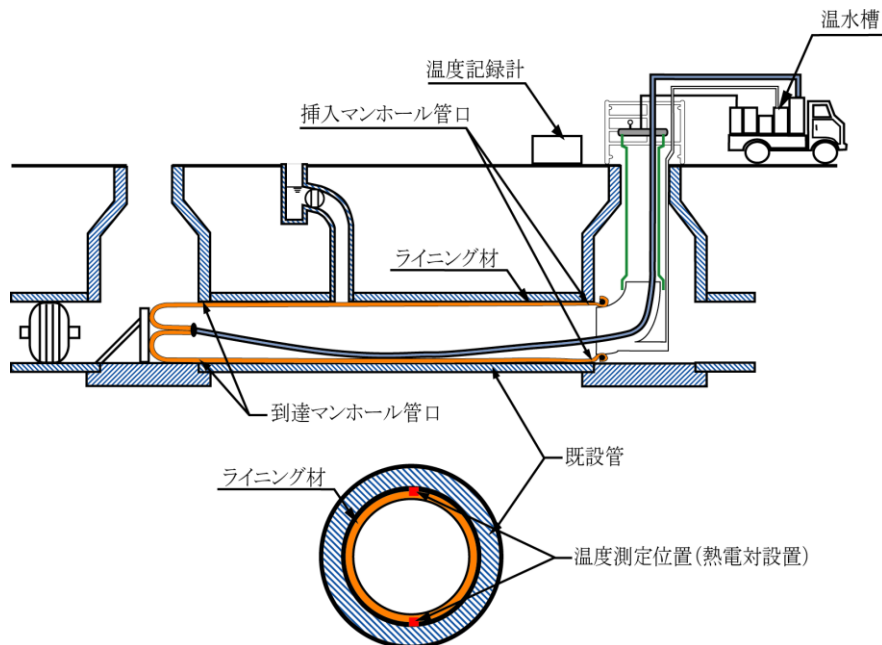 温水槽
温度記録計
挿入マンホール管口
ライニング材
到達マンホール管口
既設管
ライニング材
温度測定位置(熱電対設置)